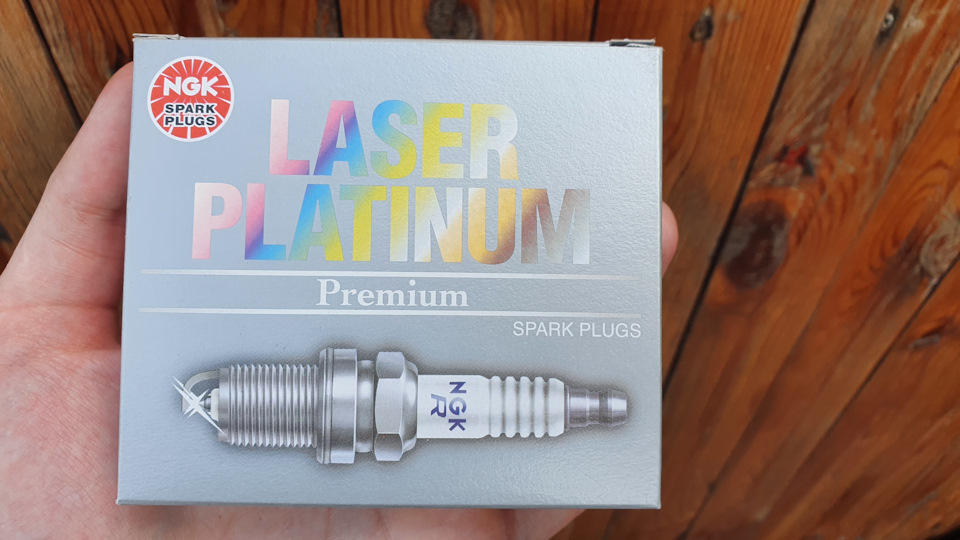 NGK
SPARK
PLUGS
LASER
PLATINUM
Premium
SPARK PLUGS
NGK
R